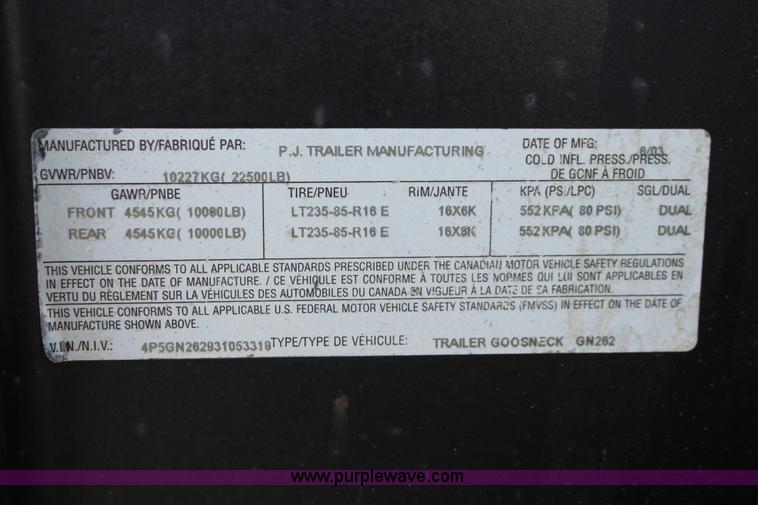 MANUFACTURED BY/FABRIQUÉ PAR: P.J. TRAILER MANUFACTURING DATE OF MFG: 6/03
COLD INFL. PRESS./PRESS.
DE GCNF À FROID
GVWR/PNBV: 10227KG( 22500LB)
GAWR/PNBE TIRE/PNEU RIM/JANTE KPA (PS./LPC) SGL/DUAL
FRONT 4545KG( 10000LB) LT235-85-R16 E 16X6K 552 KPA( 80 PSI) DUAL
REAR 4545KG( 10000LB) LT235-85-R16 E 16X6K 552 KPA( 80 PSI) DUAL
THIS VEHICLE CONFORMS TO ALL APPLICABLE STANDARDS PRESCRIBED UNDER THE CANADIAN MOTOR VEHICLE SAFETY REGULATIONS
IN EFFECT ON THE DATE OF MANUFACTURE. / CE VÉHIQULE EST CONFORME À TOUTES LES NORMES QUI LUI SONT APPLICABLES EN
VERTU DU RÈGLEMENT SUR LA VÉHICULES DES AUTOMOBILES DU CANADA EN VIGUEUR À LA DATE DE SA FABRICATION.
THIS VEHICLE CONFORMS TO ALL APPLICABLE U.S. FEDERAL MOTOR VEHICLE SAFETY STANDARDS (FMVSS) IN EFFECT ON THE DATE OF
MANUFACTURE SHOWN ABOVE.
V.I.N./N.I.V.: 4P5GN262931053318 TYPE/TYPE DE VÉHICULE: TRAILER GOOSNECK GN262
www.purplewave.com